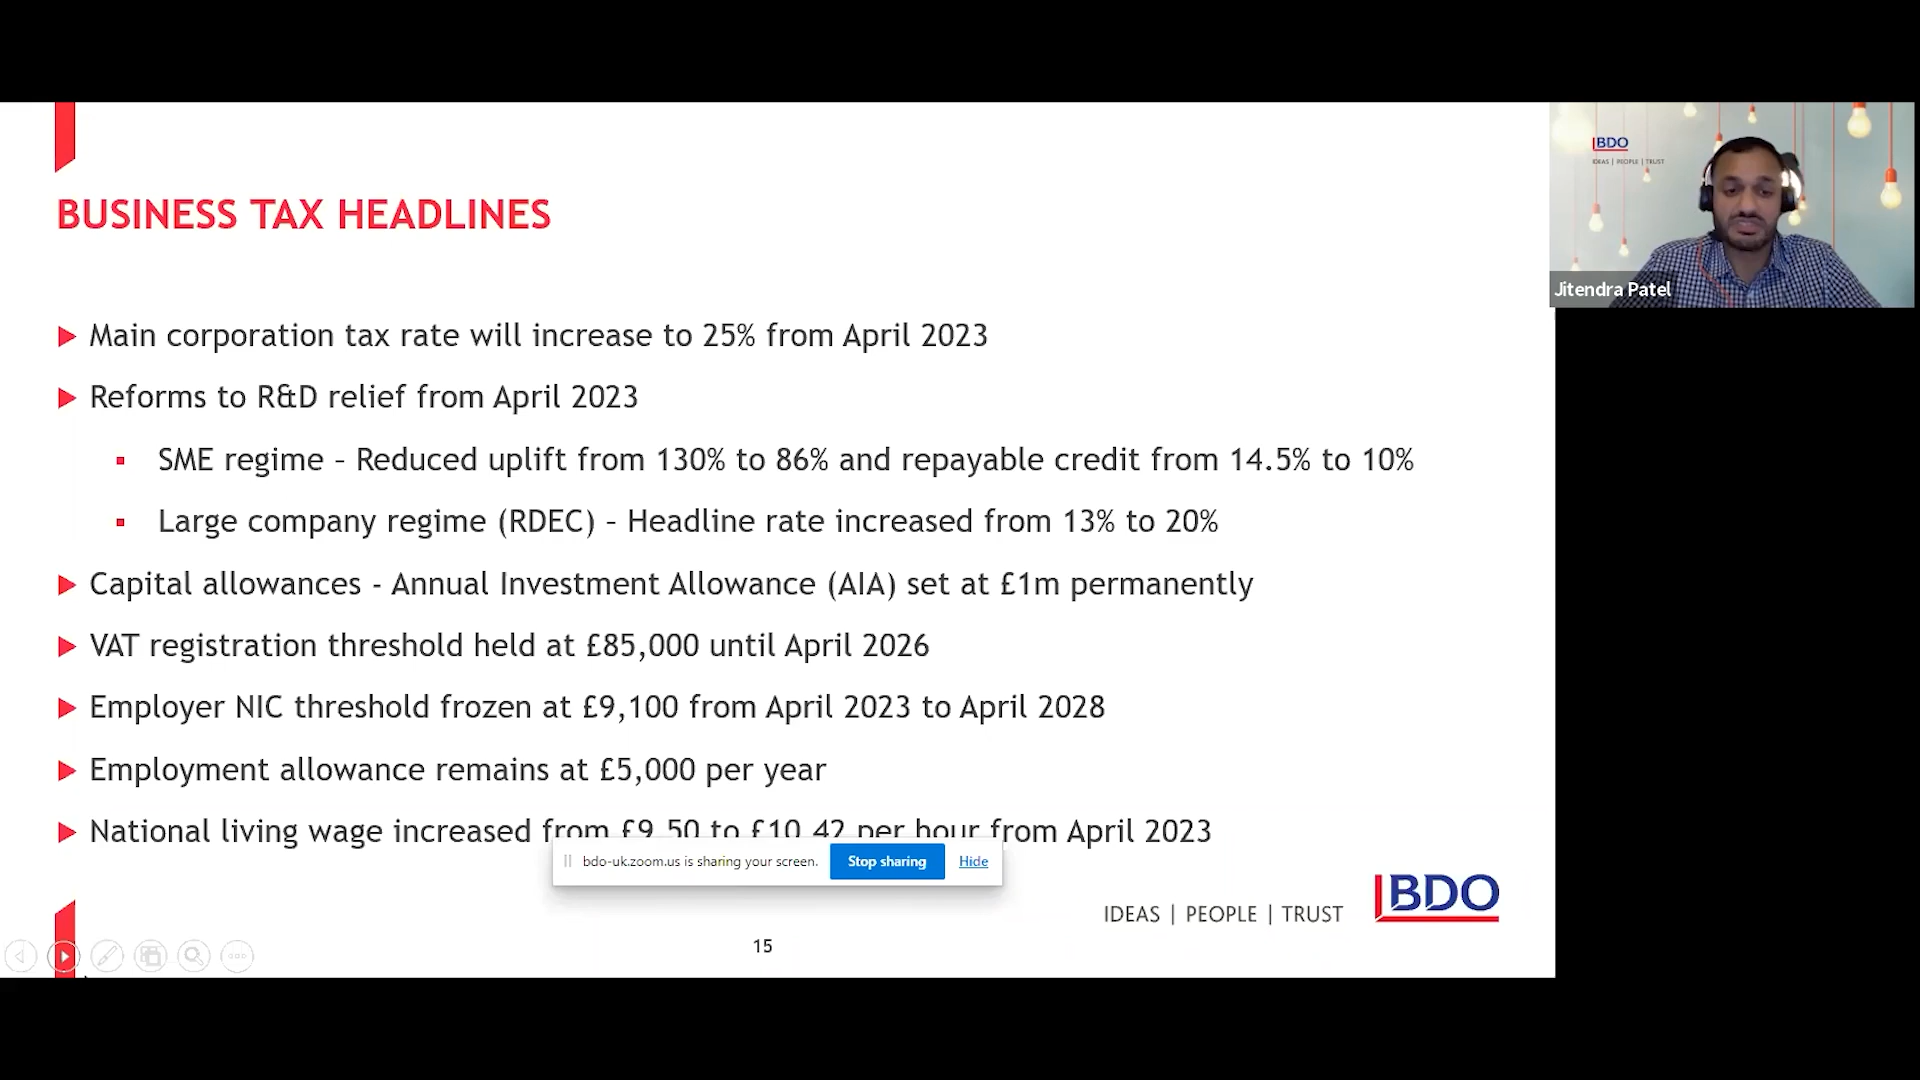 BUSINESS TAX HEADLINES
Main corporation tax rate will increase to 25% from April 2023
Reforms to R&D relief from April 2023
SME regime – Reduced uplift from 130% to 86% and repayable credit from 14.5% to 10%
Large company regime (RDEC) – Headline rate increased from 13% to 20%
Capital allowances - Annual Investment Allowance (AIA) set at £1m permanently
VAT registration threshold held at £85,000 until April 2026
Employer NIC threshold frozen at £9,100 from April 2023 to April 2028
Employment allowance remains at £5,000 per year
National living wage increased from £9.50 to £10.42 per hour from April 2023
bdo-uk.zoom.us is sharing your screen. Stop sharing Hide
IDEAS | PEOPLE | TRUST BDO
15
BDO
IDEAS | PEOPLE | TRUST
Jitendra Patel